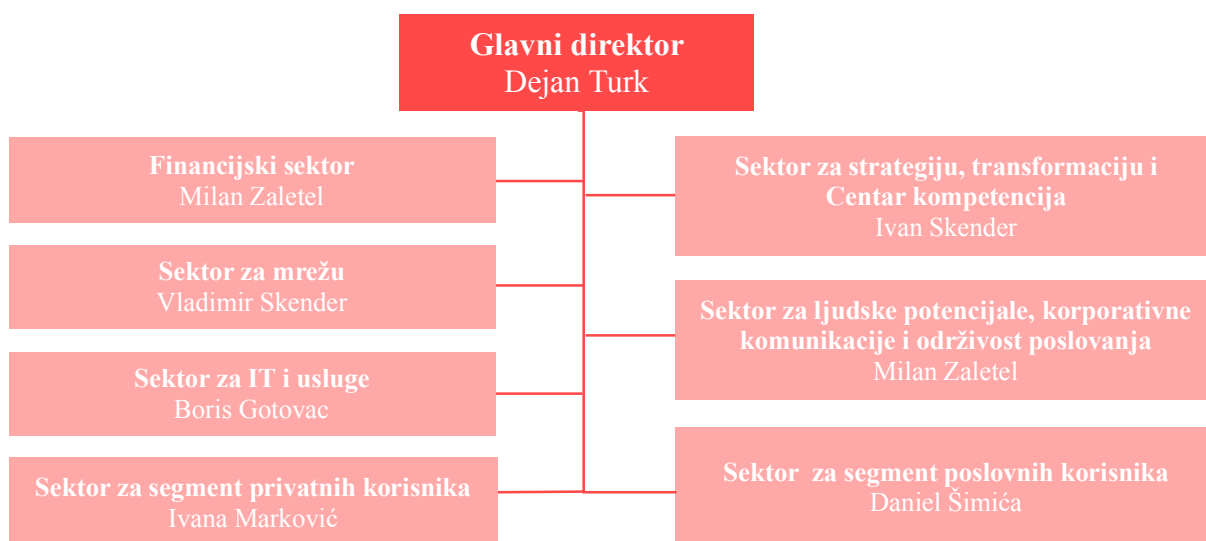 Glavni direktor
Dejan Turk
Financijski sektor
Milan Zaletel
Sektor za mrežu
Vladimir Skender
Sektor za IT i usluge
Boris Gotovac
Sektor za segment privatnih korisnika
Ivana Marković
Sektor za strategiju, transformaciju i
Centar kompetencija
Ivan Skender
Sektor za ljudske potencijale, korporativne
komunikacije i održivost poslovanja
Milan Zaletel
Sektor  za segment poslovnih korisnika
Daniel Šimića